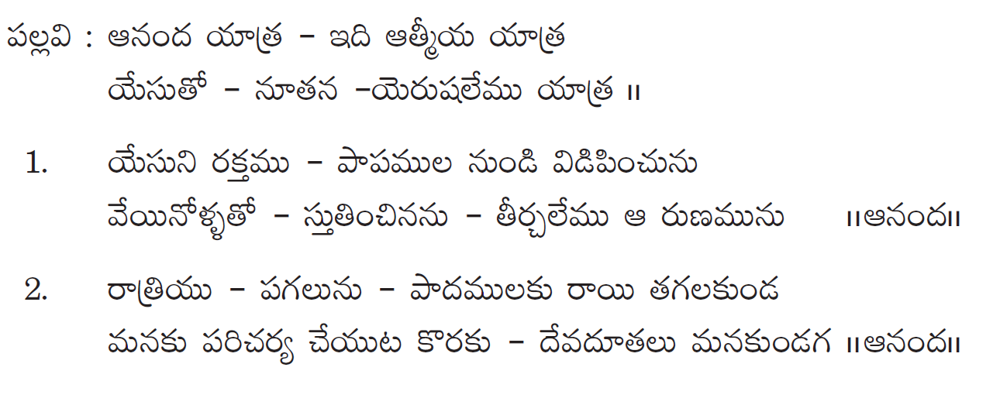 పల్లవి : ఆనంద యాత్ర - ఇది ఆత్మీయ యాత్ర
యేసుతో - నూతన -యెరుషలేము యాత్ర ॥
1. యేసుని రక్తము - పాపముల నుండి విడిపించును
వేయినోళ్ళతో - స్తుతించినను - తీర్చలేము ఆ రుణమును ॥ఆనంద॥
2. రాత్రియు - పగలును - పాదములకు రాయి తగలకుండ
మనకు పరిచర్య చేయుట కొరకు - దేవదూతలు మనకుండగ ॥ఆనంద॥